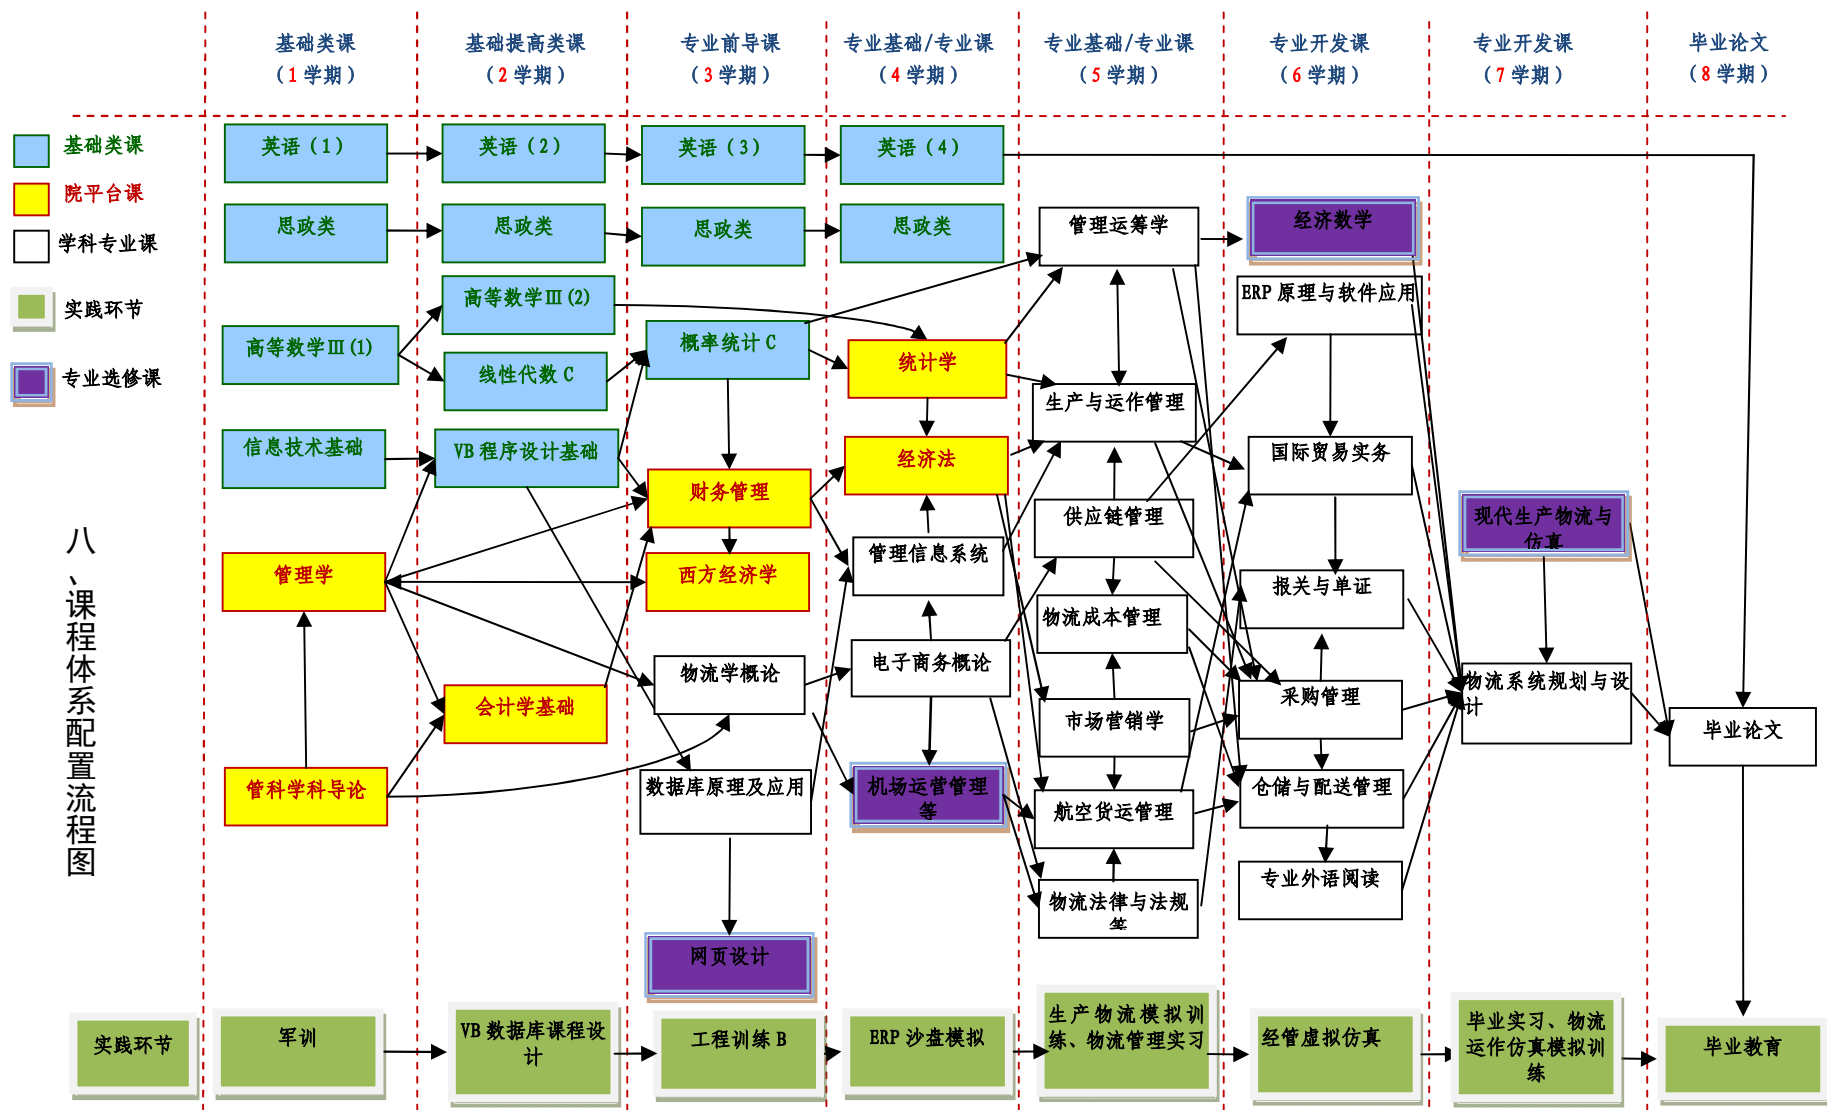 基础类课
（1 学期）
基础提高类课
（2 学期）
专业前导课
（3 学期）
专业基础/专业课
（4 学期）
专业基础/专业课
（5 学期）
专业开发课
（6 学期）
专业开发课
（7 学期）
毕业论文
（8 学期）
基础类课
院平台课
学科专业课
实践环节
专业选修课
八、课程体系配置流程图
英语（1）
英语（2）
英语（3）
英语（4）
思政类
思政类
思政类
思政类
管理运筹学
经济数学
高等数学Ⅲ(2)
ERP 原理与软件应用
高等数学Ⅲ(1)
概率统计 C
统计学
线性代数 C
生产与运作管理
信息技术基础
VB 程序设计基础
经济法
国际贸易实务
财务管理
供应链管理
现代生产物流与
仿真
管理信息系统
管理学
西方经济学
报关与单证
物流成本管理
物流学概论
电子商务概论
采购管理
物流系统规划与设
计
会计学基础
市场营销学
毕业论文
管科学科导论
数据库原理及应用
机场运营管理
等
航空货运管理
仓储与配送管理
专业外语阅读
物流法律与法规
等
网页设计
实践环节
军训
VB 数据库课程设
计
工程训练 B
ERP 沙盘模拟
生产物流模拟训
练、物流管理实习
经管虚拟仿真
毕业实习、物流
运作仿真模拟训
练
毕业教育